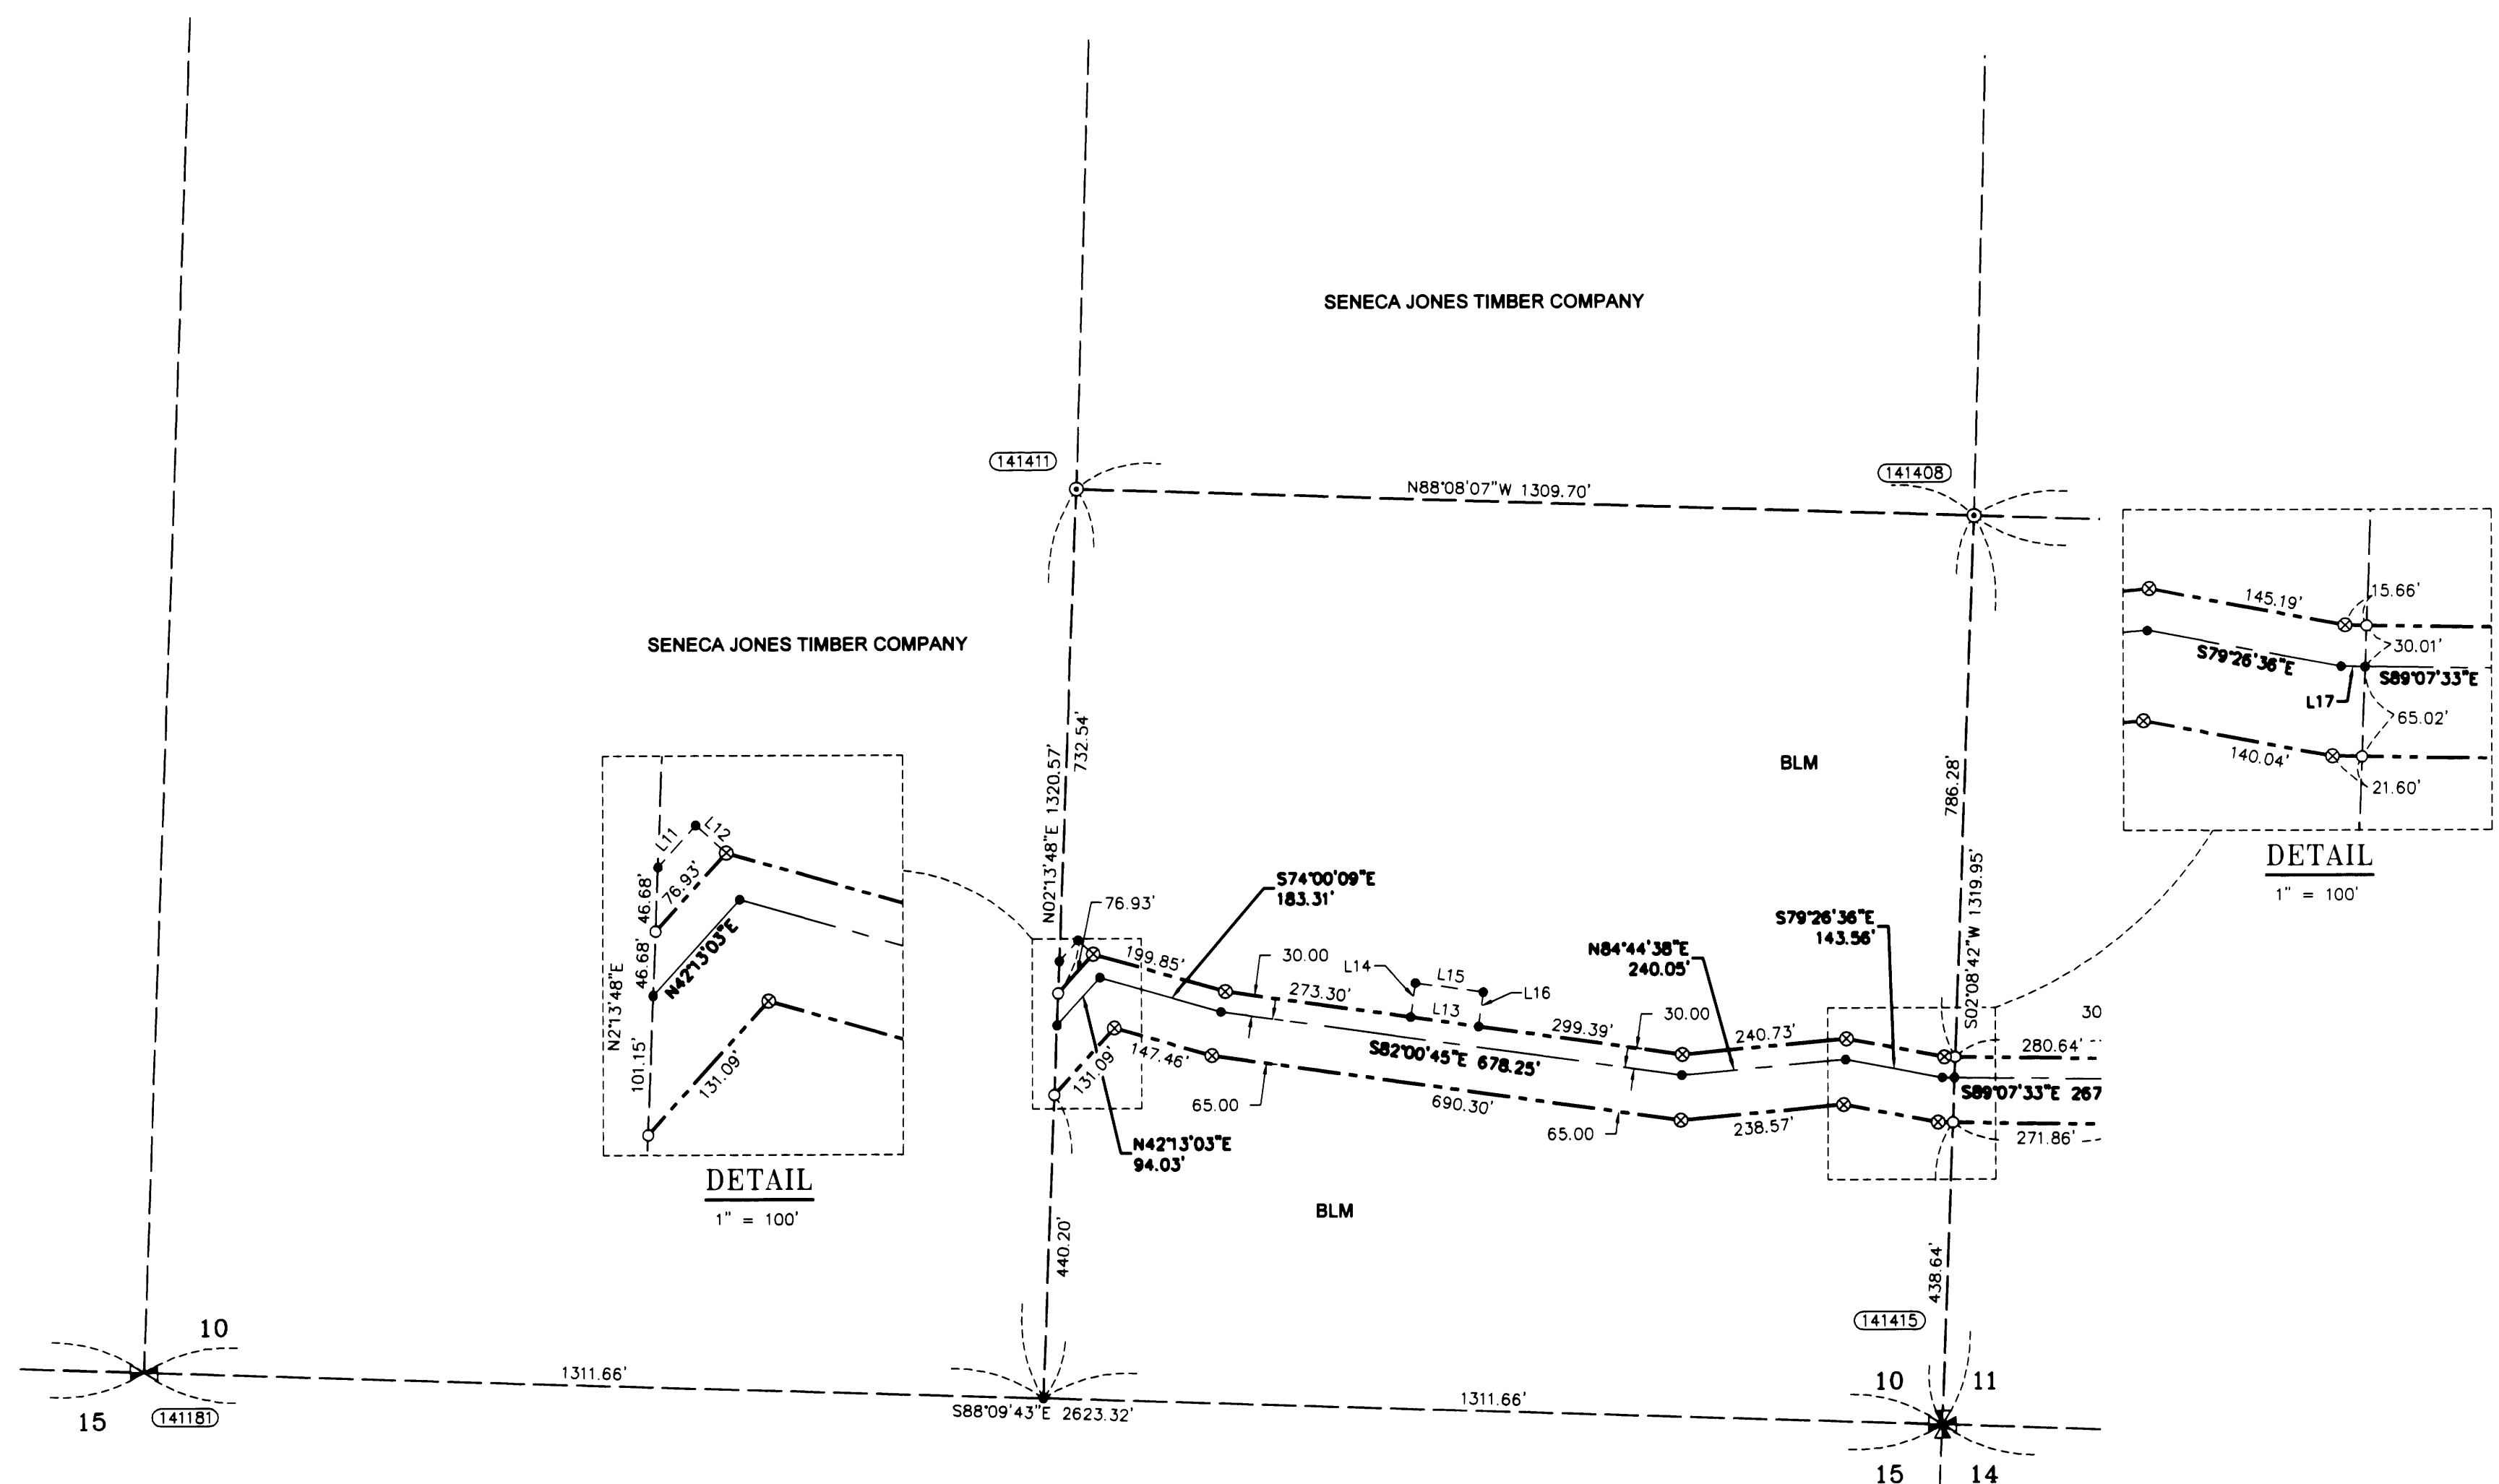 SENECA JONES TIMBER COMPANY
141411
141408
N88°08'07"W 1309.70'
145.19'
15.66'
30.01'
S79°26'36"E
S89°07'33"E
L17
65.02'
140.04'
21.60'
DETAIL
1" = 100'
SENECA JONES TIMBER COMPANY
732.54'
N02°13'48"E 1320.57'
BLM
786.28'
S02°08'42"W 1319.95'
L11
L12
76.93'
46.68'
N42°13'03"E
46.68'
N2°13'48"E
101.15'
131.09'
DETAIL
1" = 100'
S74°00'09"E
183.31'
76.93'
199.85'
30.00
273.30'
L14
L15
L13
L16
299.39'
30.00
N84°44'38"E
240.05'
S79°26'36"E
143.56'
240.73'
30
280.64'
S82°00'45"E 678.25'
S89°07'33"E 267
147.46'
131.09'
65.00
690.30'
65.00
238.57'
271.86'
N42°13'03"E
94.03'
BLM
440.20'
438.64'
141415
10
1311.66'
S88°09'43"E 2623.32'
1311.66'
10
11
15
141181
15
14